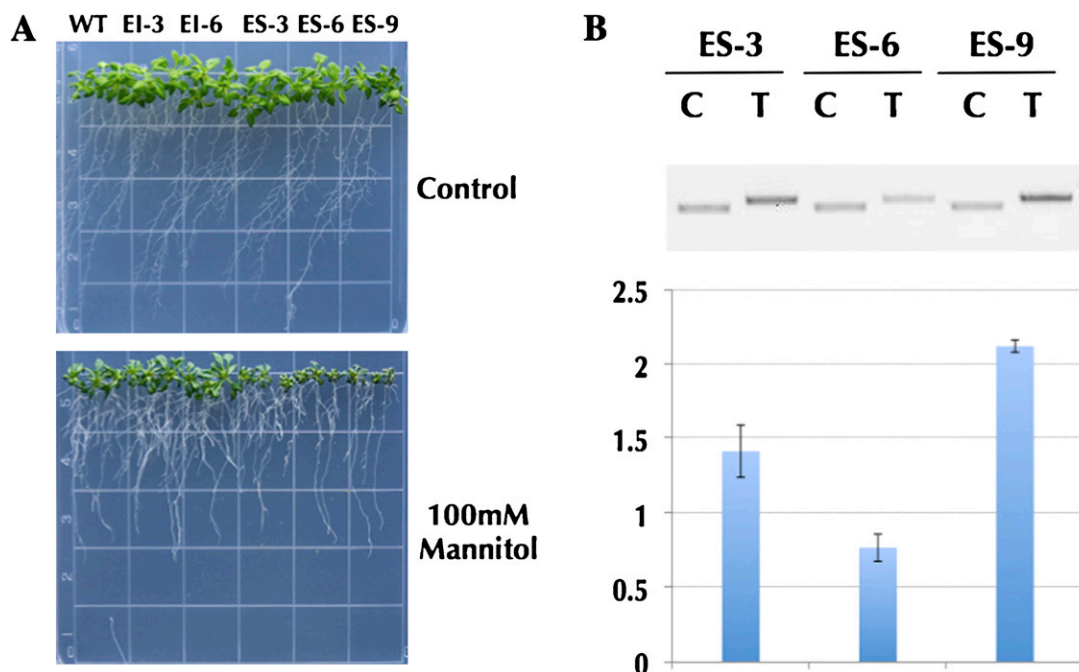 A
WT EI-3 EI-6 ES-3 ES-6 ES-9
Control
100mM
Mannitol
B
ES-3 ES-6 ES-9
C T C T C T
2.5
2
1.5
1
0.5
0